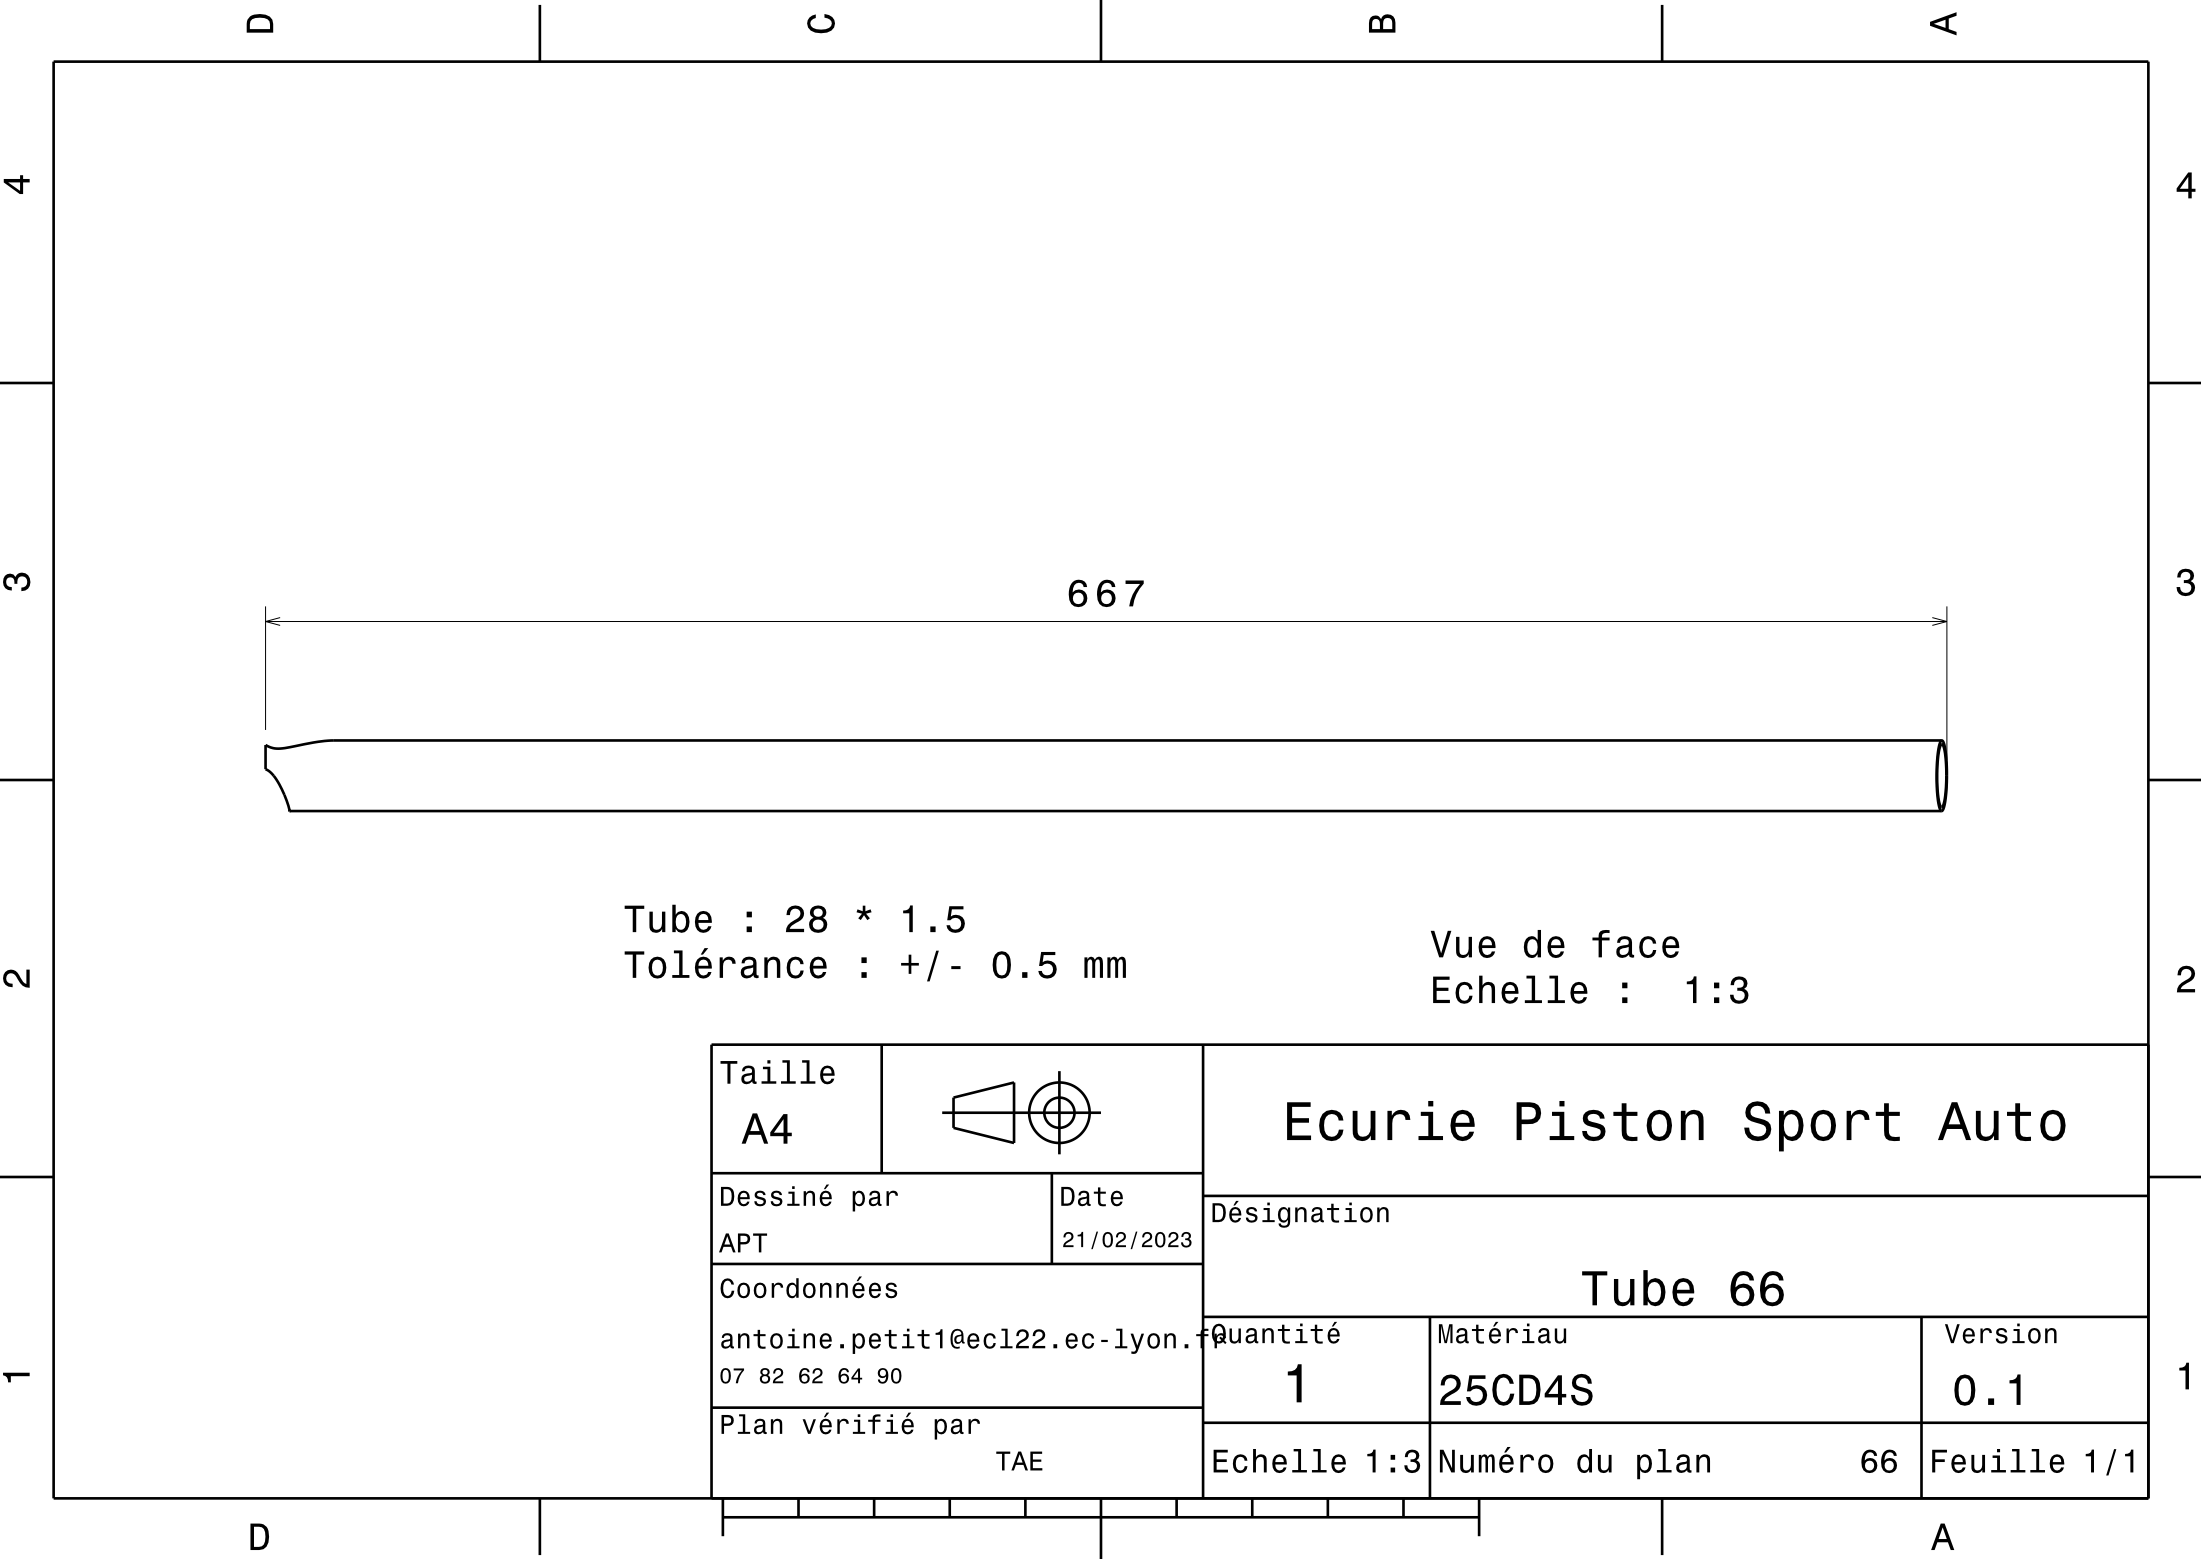 D C B A
4 4
3 3
667
Tube : 28 * 1.5
Tolérance : +/- 0.5 mm
Vue de face
Echelle : 1:3
2 2
Taille
A4
Ecurie Piston Sport Auto
Dessiné par
APT
Date
21/02/2023
Désignation
Tube 66
Coordonnées
antoine.petit1@ecl22.ec-lyon.fr
07 82 62 64 90
Quantité
1
Matériau
25CD4S
Version
0.1
1 1
Plan vérifié par
TAE
Echelle 1:3
Numéro du plan 66
Feuille 1/1
D A